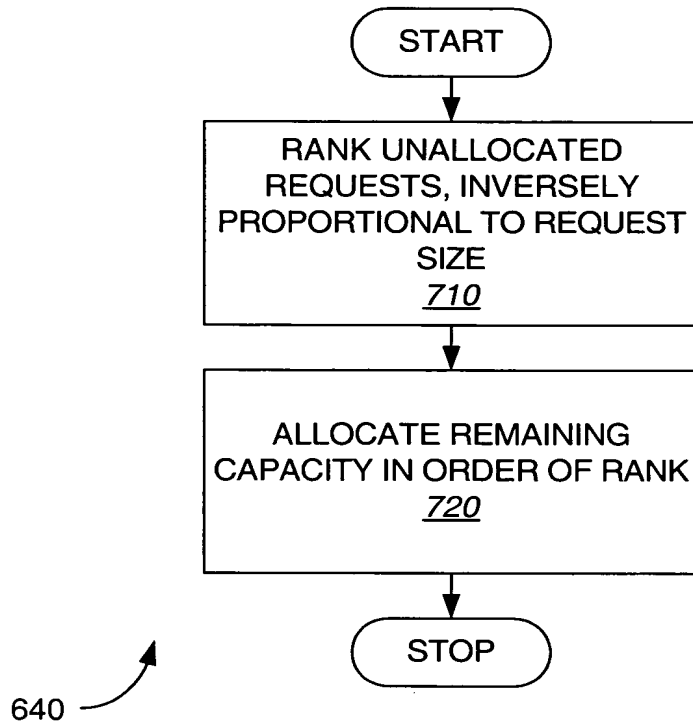 START
RANK UNALLOCATED
REQUESTS, INVERSELY
PROPORTIONAL TO REQUEST
SIZE
710
ALLOCATE REMAINING
CAPACITY IN ORDER OF RANK
720
STOP
640